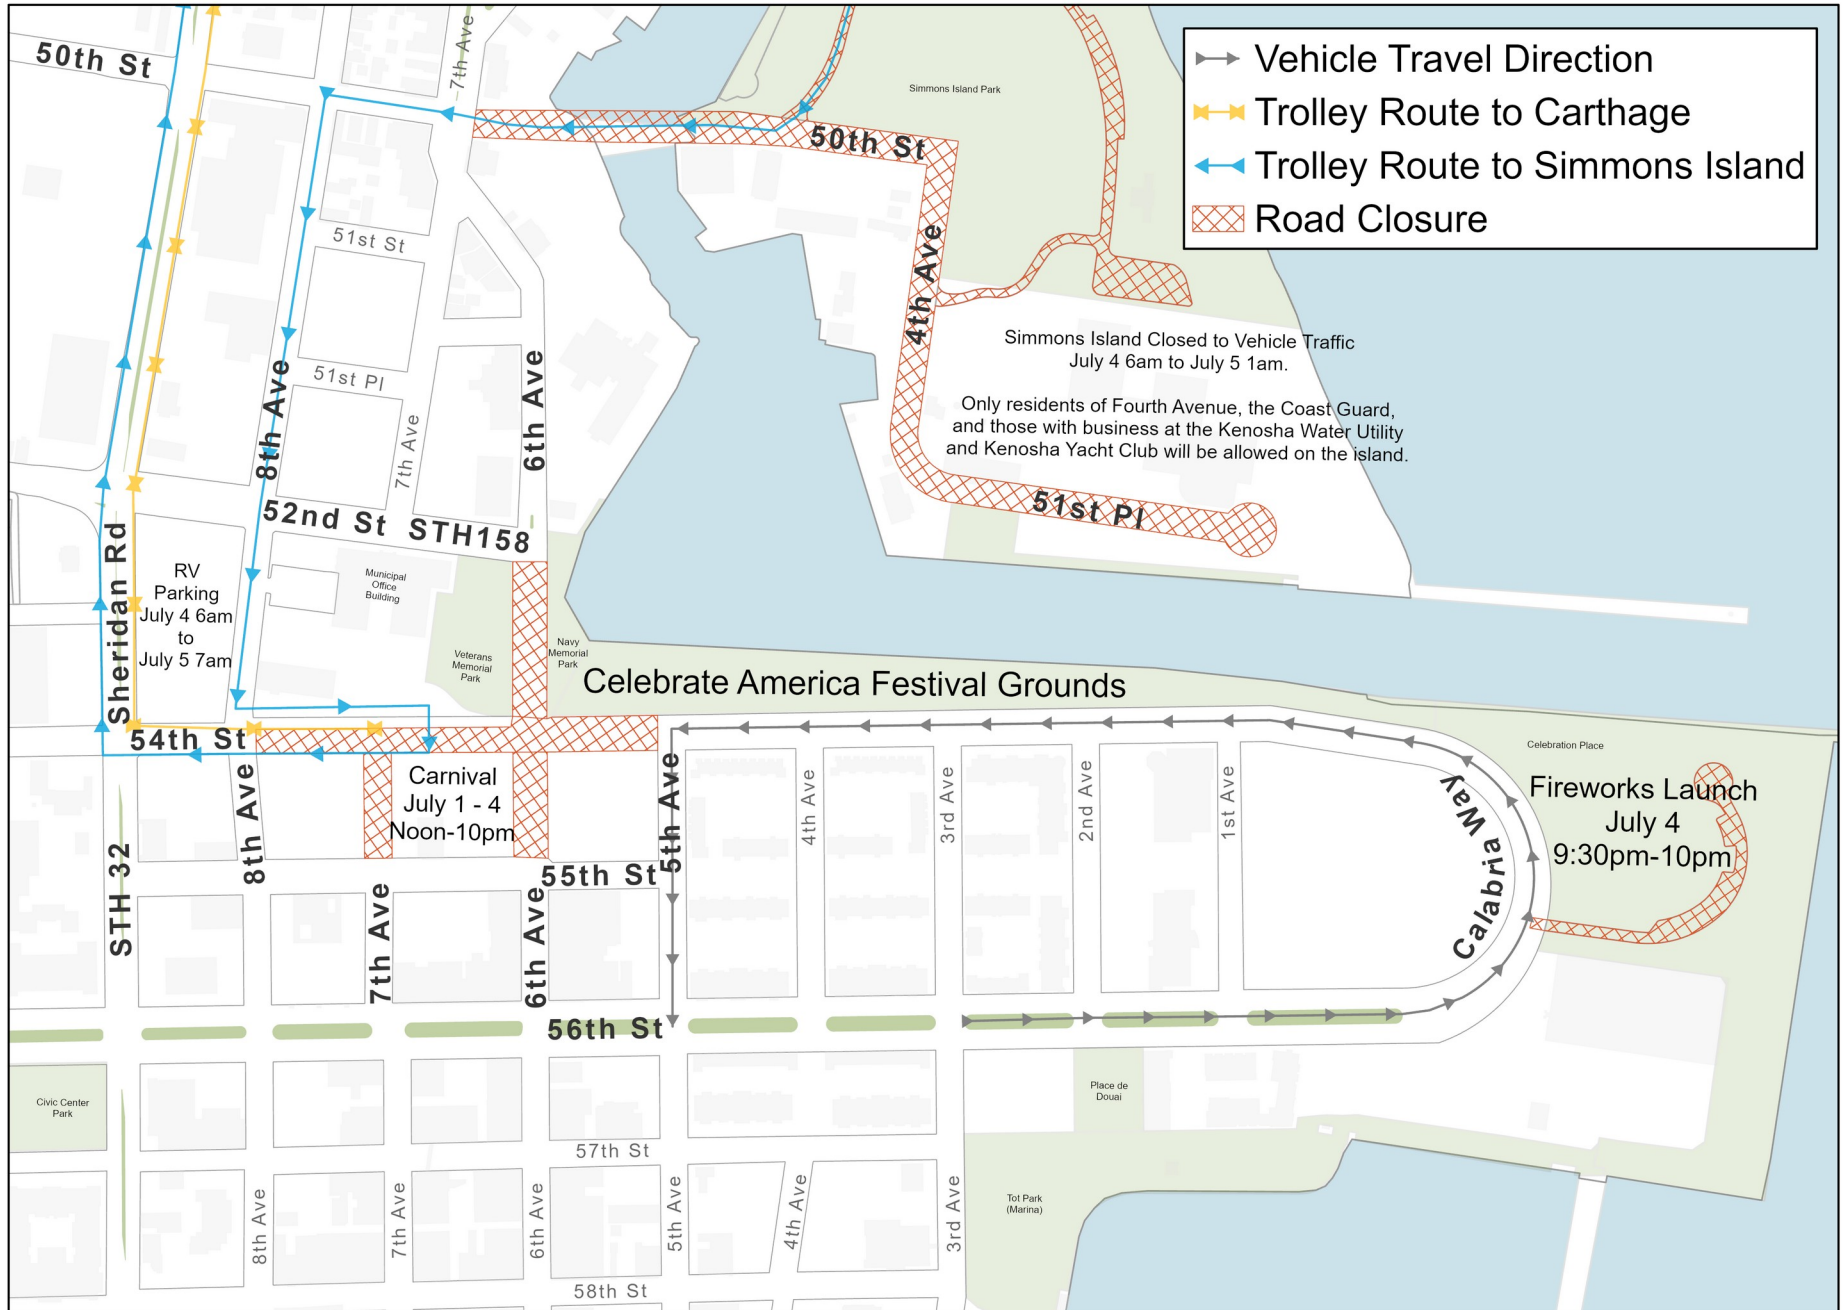 50th St
7th Ave
Simmons Island Park
Vehicle Travel Direction
Trolley Route to Carthage
Trolley Route to Simmons Island
Road Closure
50th St
51st St
4th Ave
51st Pl
8th Ave
7th Ave
6th Ave
Simmons Island Closed to Vehicle Traffic
July 4 6am to July 5 1am.
Only residents of Fourth Avenue, the Coast Guard,
and those with business at the Kenosha Water Utility
and Kenosha Yacht Club will be allowed on the island.
51st Pl
52nd St STH158
Sheridan Rd
RV
Parking
July 4 6am
to
July 5 7am
Municipal
Office
Building
Veterans
Memorial
Park
Navy
Memorial
Park
Celebrate America Festival Grounds
54th St
Celebration Place
Carnival
July 1 - 4
Noon-10pm
8th Ave
5th Ave
4th Ave
3rd Ave
2nd Ave
1st Ave
Calabria Way
Fireworks Launch
July 4
9:30pm-10pm
STH 32
55th St
7th Ave
6th Ave
56th St
Civic Center
Park
Place de
Douai
57th St
8th Ave
7th Ave
6th Ave
5th Ave
4th Ave
3rd Ave
Tot Park
(Marina)
58th St